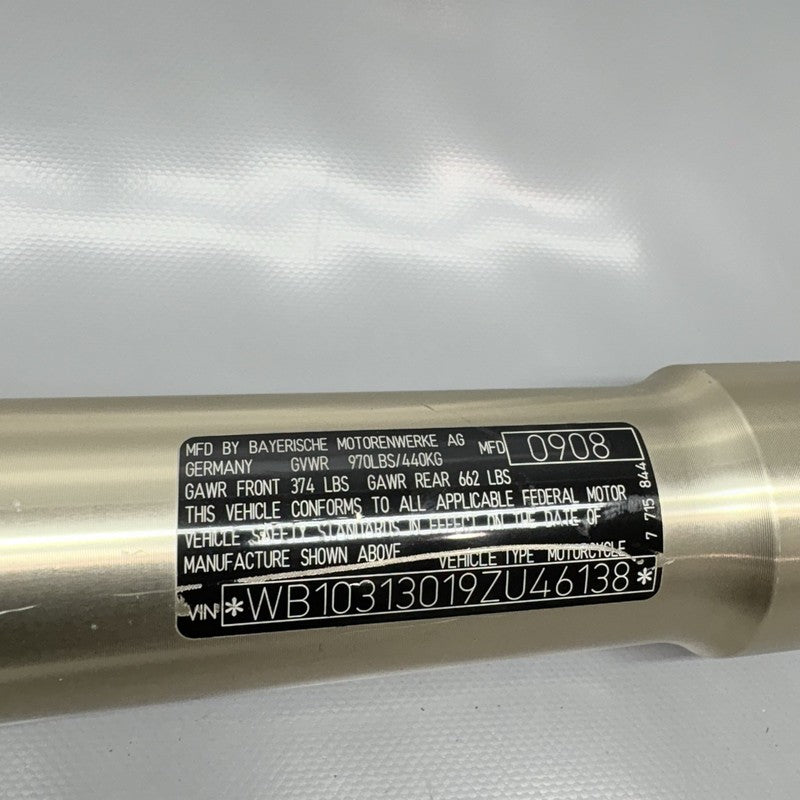 MFD BY BAYERISCHE MOTORENWERKE AG MFD 0908
GERMANY GVWR 970LBS/440KG
GAWR FRONT 374 LBS GAWR REAR 662 LBS
THIS VEHICLE CONFORMS TO ALL APPLICABLE FEDERAL MOTOR
VEHICLE SAFETY STANDARDS IN EFFECT ON THE DATE OF
MANUFACTURE SHOWN ABOVE VEHICLE TYPE MOTORCYCLE
VIN *WB10313019ZU46138*
7 715 844